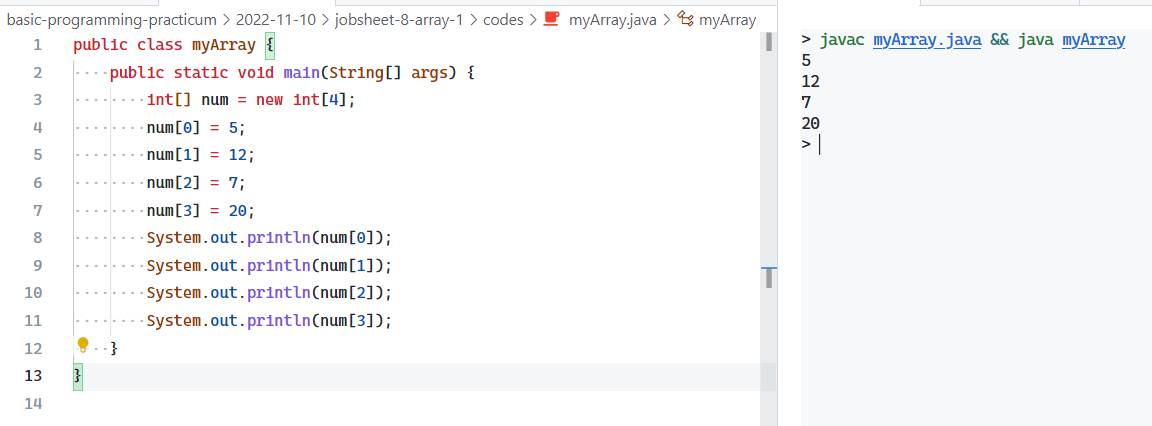 basic-programming-practicum > 2022-11-10 > jobsheet-8-array-1 > codes > myArray.java > myArray
1 public class myArray {
2     public static void main(String[] args) {
3         int[] num = new int[4];
4         num[0] = 5;
5         num[1] = 12;
6         num[2] = 7;
7         num[3] = 20;
8         System.out.println(num[0]);
9         System.out.println(num[1]);
10         System.out.println(num[2]);
11         System.out.println(num[3]);
12     }
13 }
14
> javac myArray.java && java myArray
5
12
7
20
>